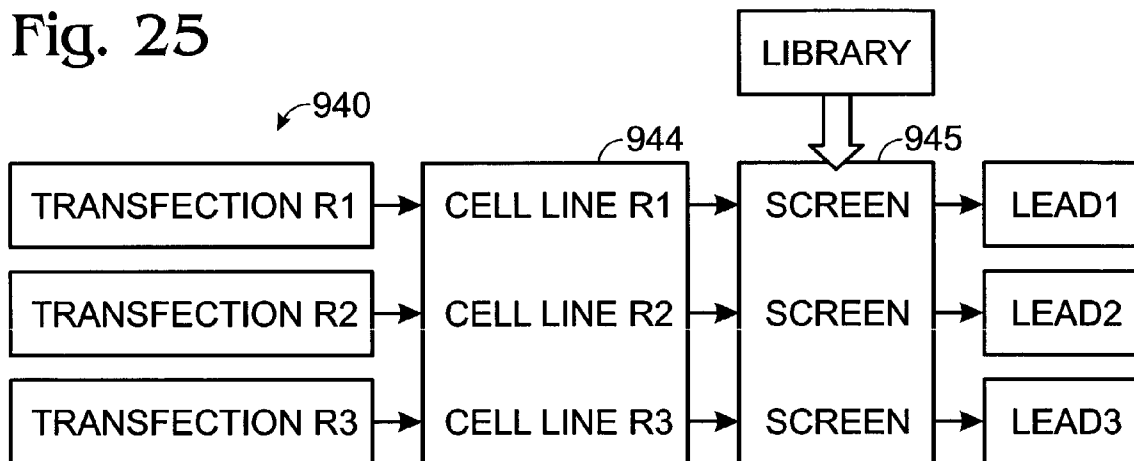 Fig. 25
LIBRARY
940
944
945
TRANSFECTION R1 CELL LINE R1 SCREEN LEAD1
TRANSFECTION R2 CELL LINE R2 SCREEN LEAD2
TRANSFECTION R3 CELL LINE R3 SCREEN LEAD3